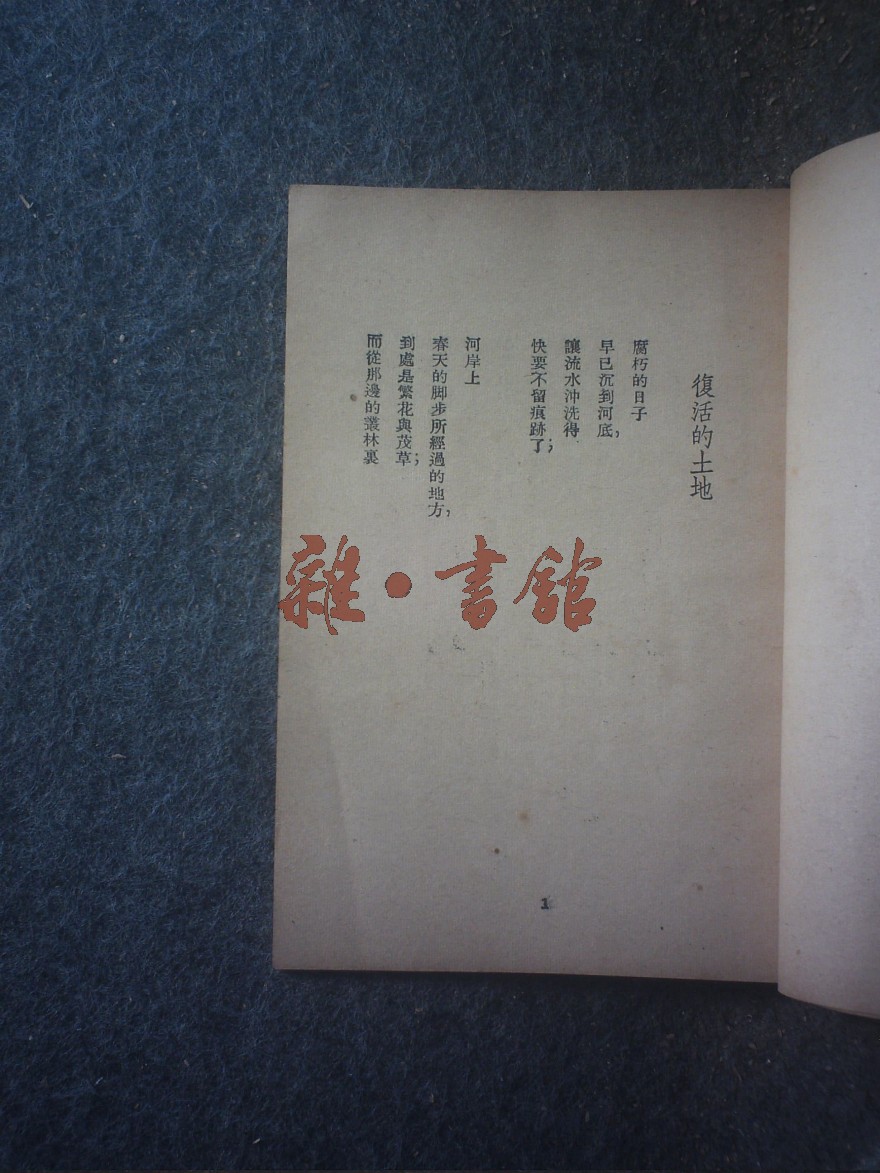 復活的土地
腐朽的日子
早已沉到河底，
讓流水沖洗得
快要不留痕跡了；
河岸上
春天的脚步所經過的地方，
到處是繁花與茂草；
而從那邊的叢林裏
雜·書館
1